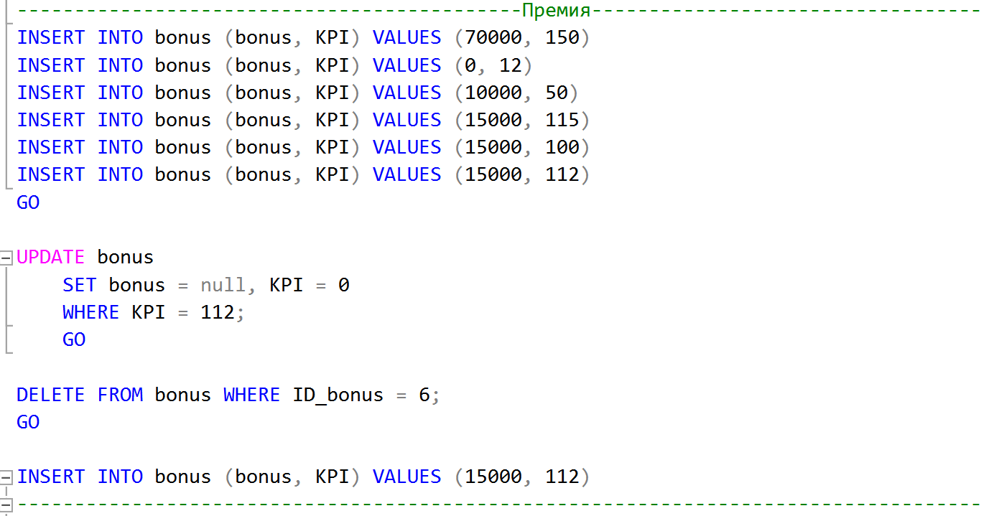 --------------------------------------------Премия----------------------------------
INSERT INTO bonus (bonus, KPI) VALUES (70000, 150)
INSERT INTO bonus (bonus, KPI) VALUES (0, 12)
INSERT INTO bonus (bonus, KPI) VALUES (10000, 50)
INSERT INTO bonus (bonus, KPI) VALUES (15000, 115)
INSERT INTO bonus (bonus, KPI) VALUES (15000, 100)
INSERT INTO bonus (bonus, KPI) VALUES (15000, 112)
GO
UPDATE bonus
SET bonus = null, KPI = 0
WHERE KPI = 112;
GO
DELETE FROM bonus WHERE ID_bonus = 6;
GO
INSERT INTO bonus (bonus, KPI) VALUES (15000, 112)
------------------------------------------------------------------------------------